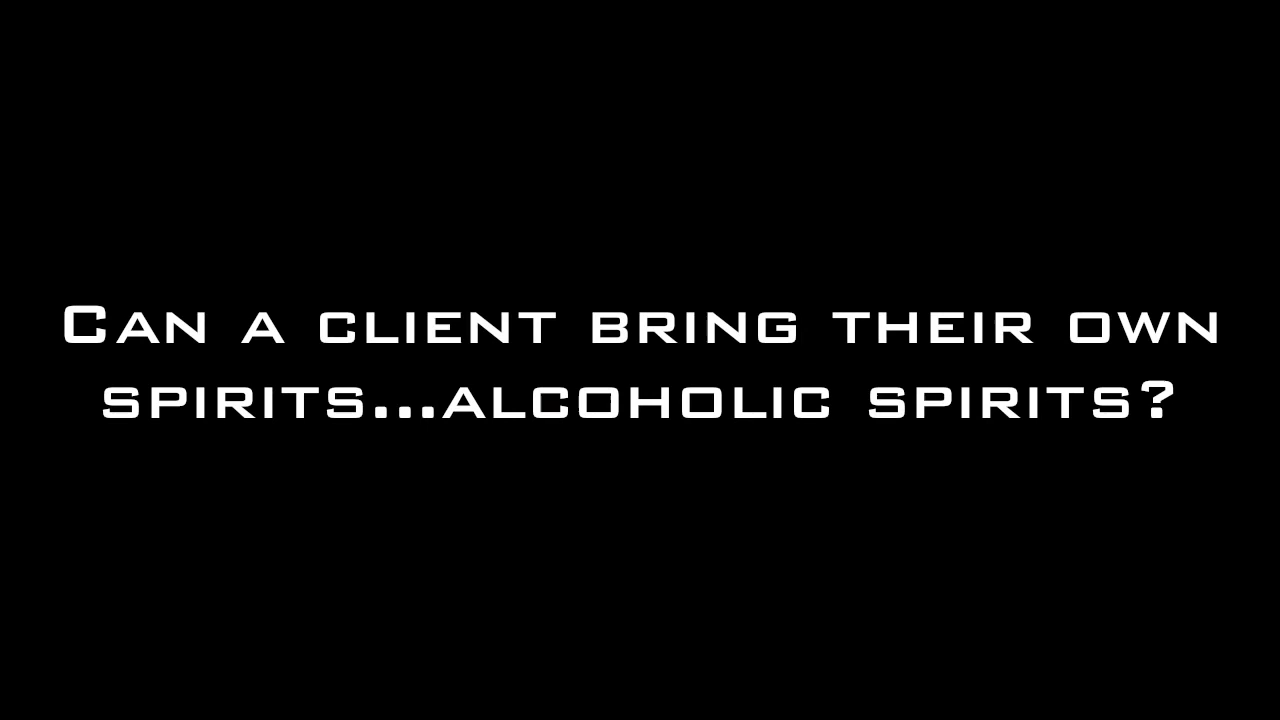 Can a client bring their own
spirits...alcoholic spirits?